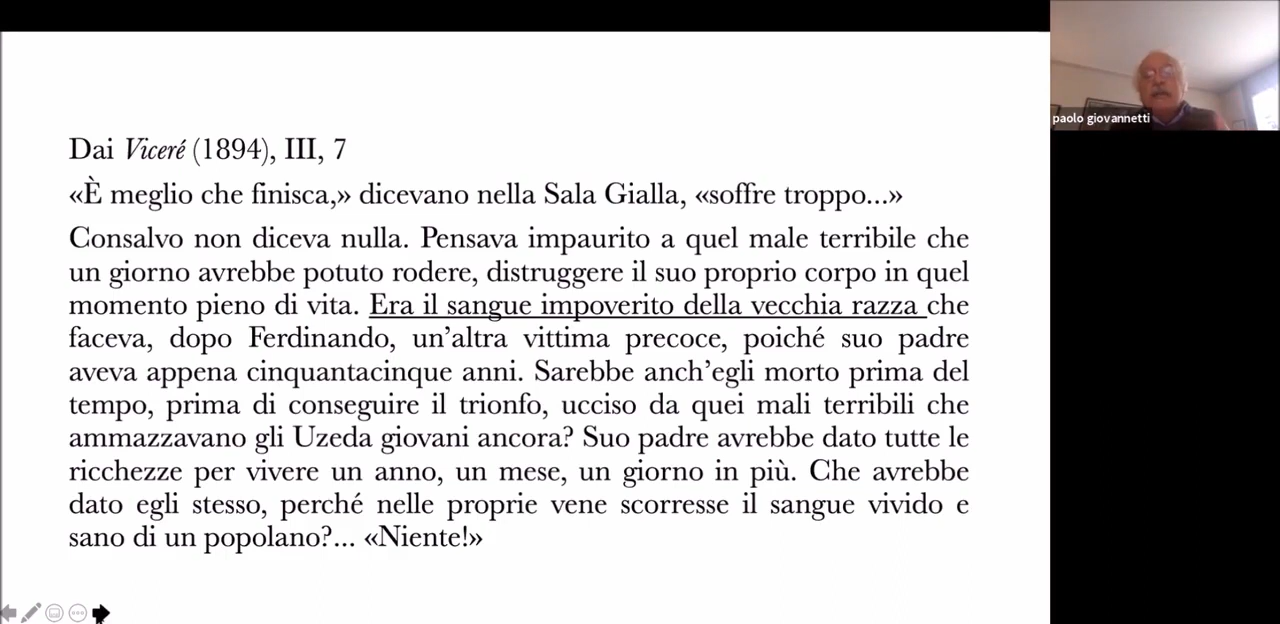 Dai Viceré (1894), III, 7
«È meglio che finisca,» dicevano nella Sala Gialla, «soffre troppo...»
Consalvo non diceva nulla. Pensava impaurito a quel male terribile che
un giorno avrebbe potuto rodere, distruggere il suo proprio corpo in quel
momento pieno di vita. Era il sangue impoverito della vecchia razza che
faceva, dopo Ferdinando, un’altra vittima precoce, poiché suo padre
aveva appena cinquantacinque anni. Sarebbe anch’egli morto prima del
tempo, prima di conseguire il trionfo, ucciso da quei mali terribili che
ammazzavano gli Uzeda giovani ancora? Suo padre avrebbe dato tutte le
ricchezze per vivere un anno, un mese, un giorno in più. Che avrebbe
dato egli stesso, perché nelle proprie vene scorresse il sangue vivido e
sano di un popolano?... «Niente!»
paolo giovannetti